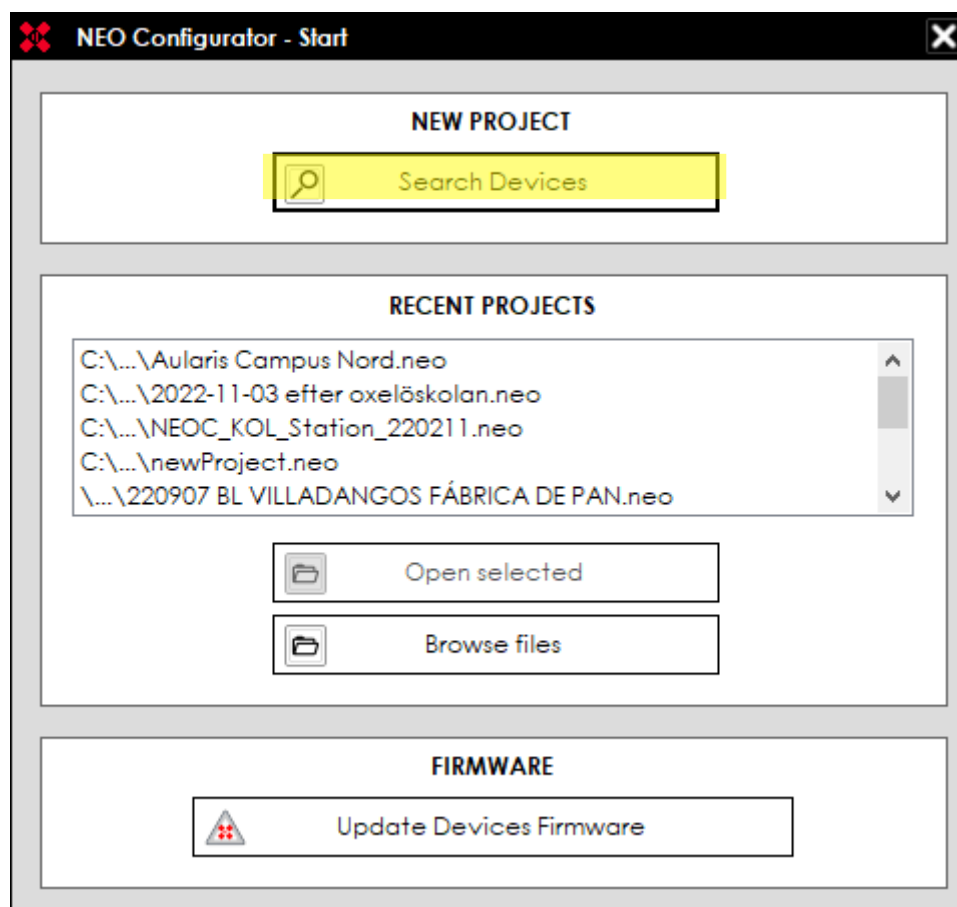 NEO Configurator - Start
NEW PROJECT
Search Devices
RECENT PROJECTS
C:\...\Aularis Campus Nord.neo
C:\...\2022-11-03 efter oxelöskolan.neo
C:\...\NEOC_KOL_Station_220211.neo
C:\...\newProject.neo
\...\220907 BL VILLADANGOS FÁBRICA DE PAN.neo
Open selected
Browse files
FIRMWARE
Update Devices Firmware